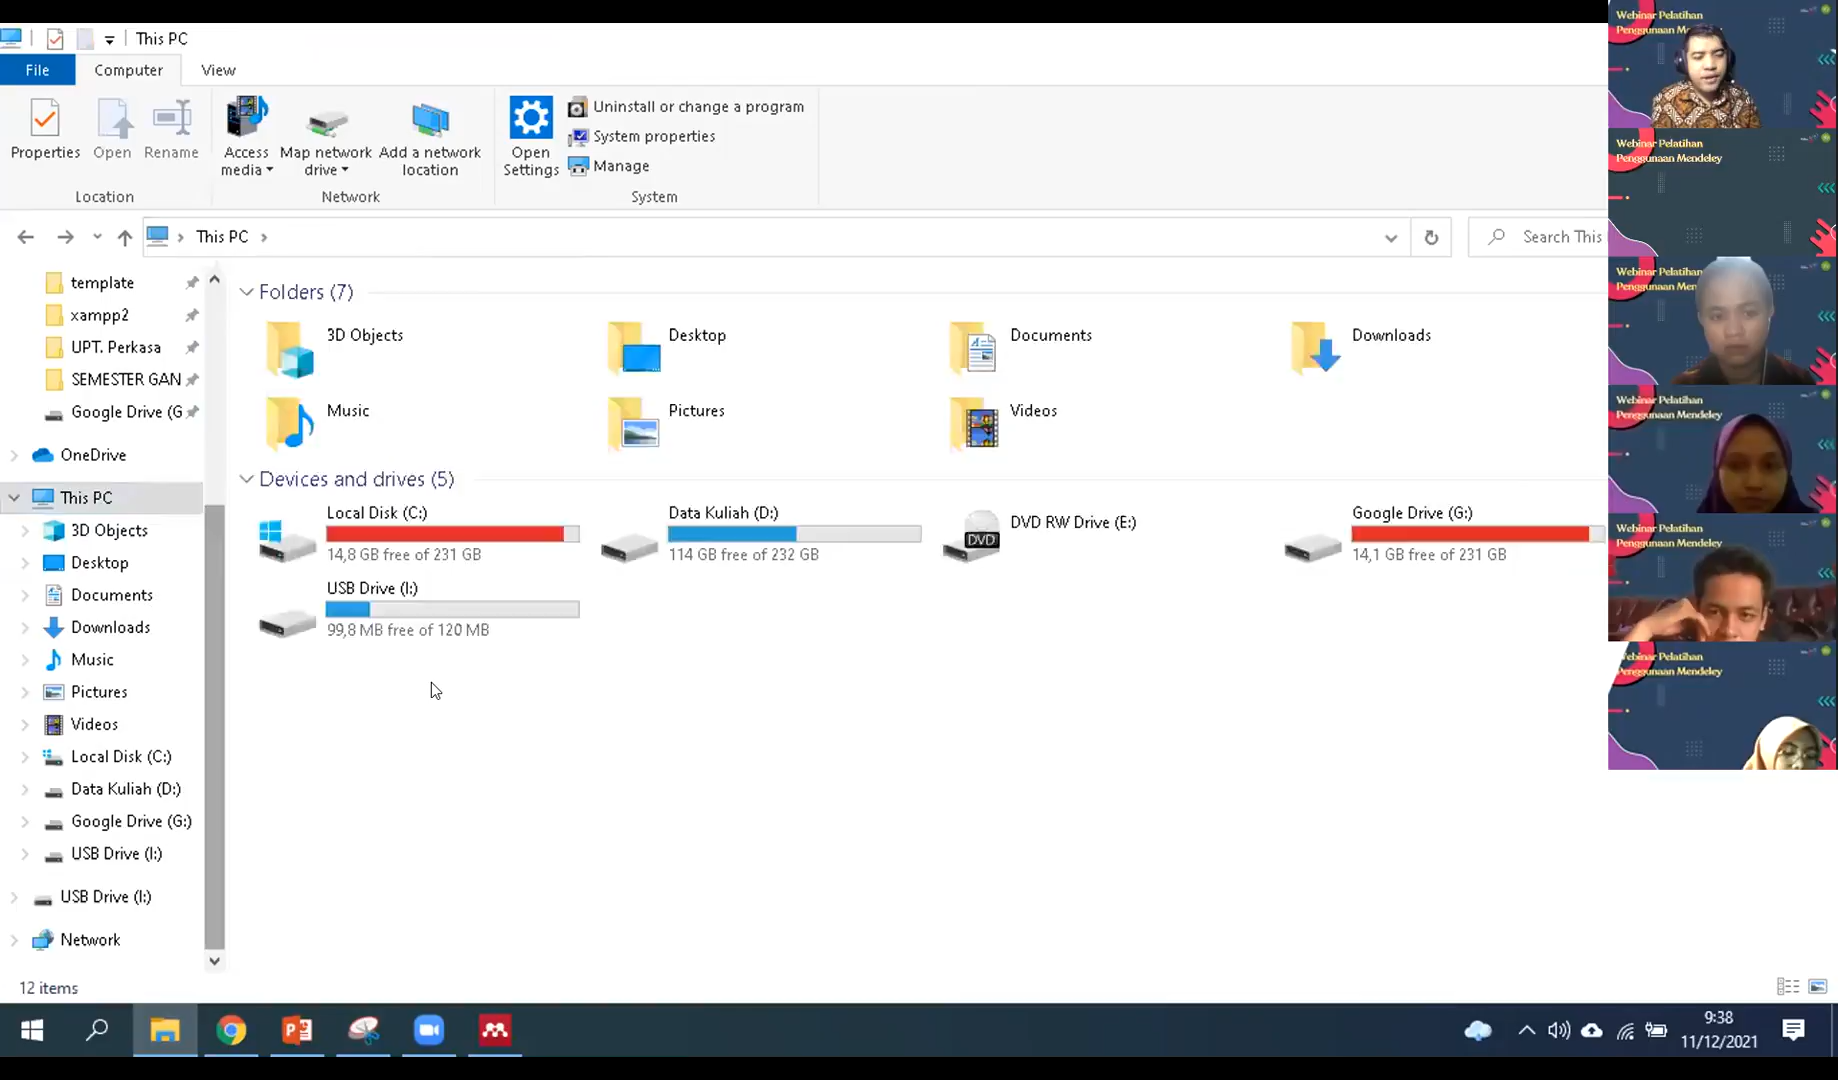 This PC
File
Computer
View
Properties
Open
Rename
Access
media
Map network
drive
Add a network
location
Open
Settings
Uninstall or change a program
System properties
Manage
Location
Network
System
This PC
Search This
template
xampp2
UPT. Perkasa
SEMESTER GAN
Google Drive (G
OneDrive
This PC
3D Objects
Desktop
Documents
Downloads
Music
Pictures
Videos
Local Disk (C:)
Data Kuliah (D:)
Google Drive (G:)
USB Drive (I:)
USB Drive (I:)
Network
Folders (7)
3D Objects
Desktop
Documents
Downloads
Music
Pictures
Videos
Devices and drives (5)
Local Disk (C:)
14,8 GB free of 231 GB
Data Kuliah (D:)
114 GB free of 232 GB
DVD
DVD RW Drive (E:)
Google Drive (G:)
14,1 GB free of 231 GB
USB Drive (I:)
99,8 MB free of 120 MB
12 items
9:38
11/12/2021
Webinar Pelatihan
Penggunaan Me
Webinar Pelatihan
Penggunaan Mendeley
Webinar Pelatihan
Penggunaan Men
Webinar Pelatihan
Penggunaan Mendeley
Webinar Pelatihan
Penggunaan Mendeley
ebinar Pelatihan
Penggunaan Mendeley